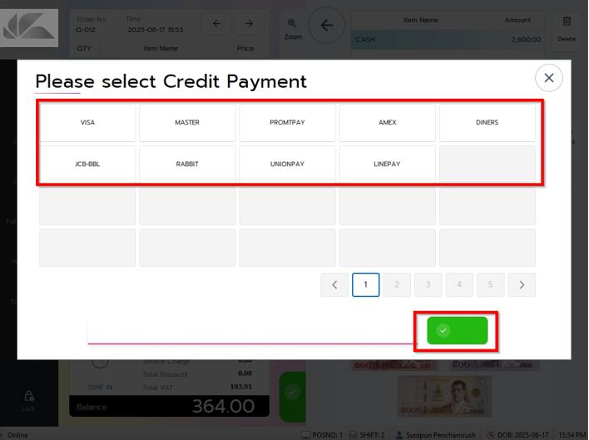 Order No Time
Q-012 2025-06-17 15:53
QTY Item Name Price
Zoom
Item Name Amount
CASH 2,600.00
Delete
Please select Credit Payment
VISA MASTER PROMTPAY AMEX DINERS
JCB-BBL RABBIT UNIONPAY LINEPAY
1 2 3 4 5
Service Charge 0.00
Total Discount 0.00
Dine In Total VAT 193.91
Balance 364.00
Lock
Online POSNO: 1 SHIFT: 2 Surapun Penchamrush DOB: 2025-06-17 15:54 PM